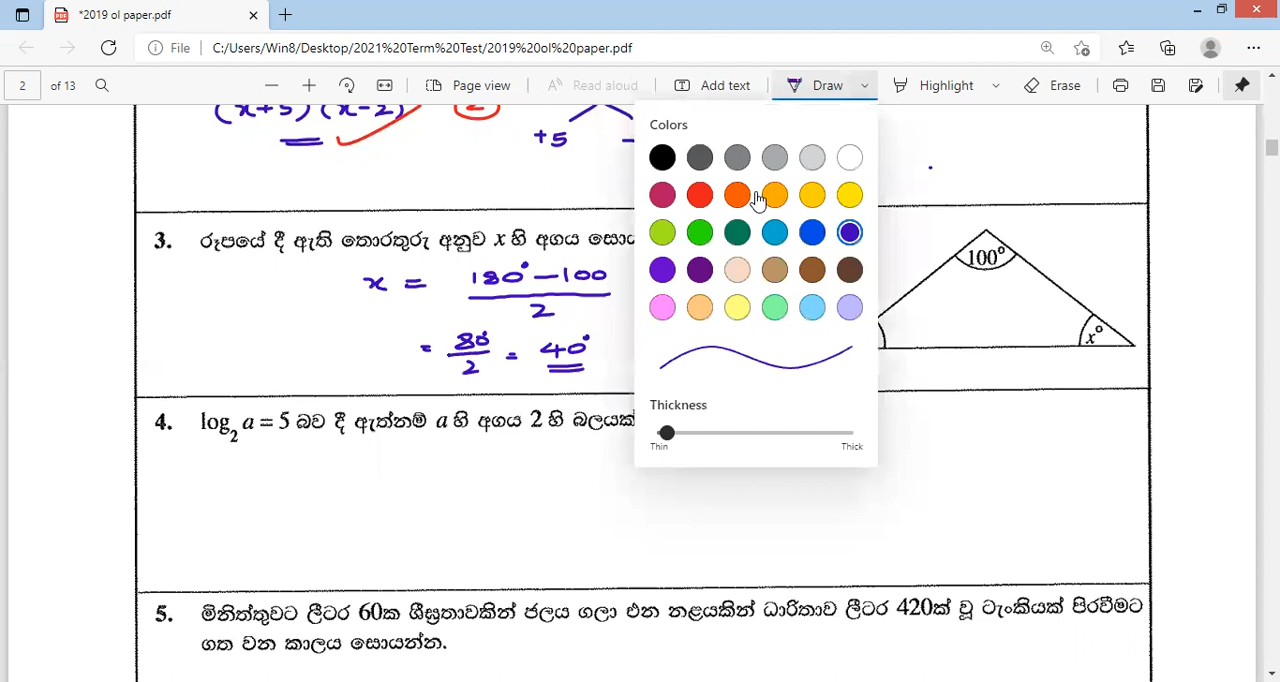 *2019 ol paper.pdf
File C:/Users/Win8/Desktop/2021%20Term%20Test/2019%20ol%20paper.pdf
2 of 13 Page view Read aloud Add text Draw Highlight Erase
(x+5)(x-2) 2
+5
Colors
Thickness
Thin Thick
3. රූපයේ දී ඇති තොරතුරු අනුව x හි අගය
x = 180° - 100
2
= 80° = 40°
2
100°
x°
4. log₂ a = 5 බව දී ඇත්නම් a හි අගය 2 හි
5. මිනිත්තුවට ලීටර 60ක ශීඝ්‍රතාවකින් ජලය ගලා එන නළයකින් ධාරිතාව ලීටර 420ක් වූ ටැංකියක් පිරවීමට
ගත වන කාලය සොයන්න.